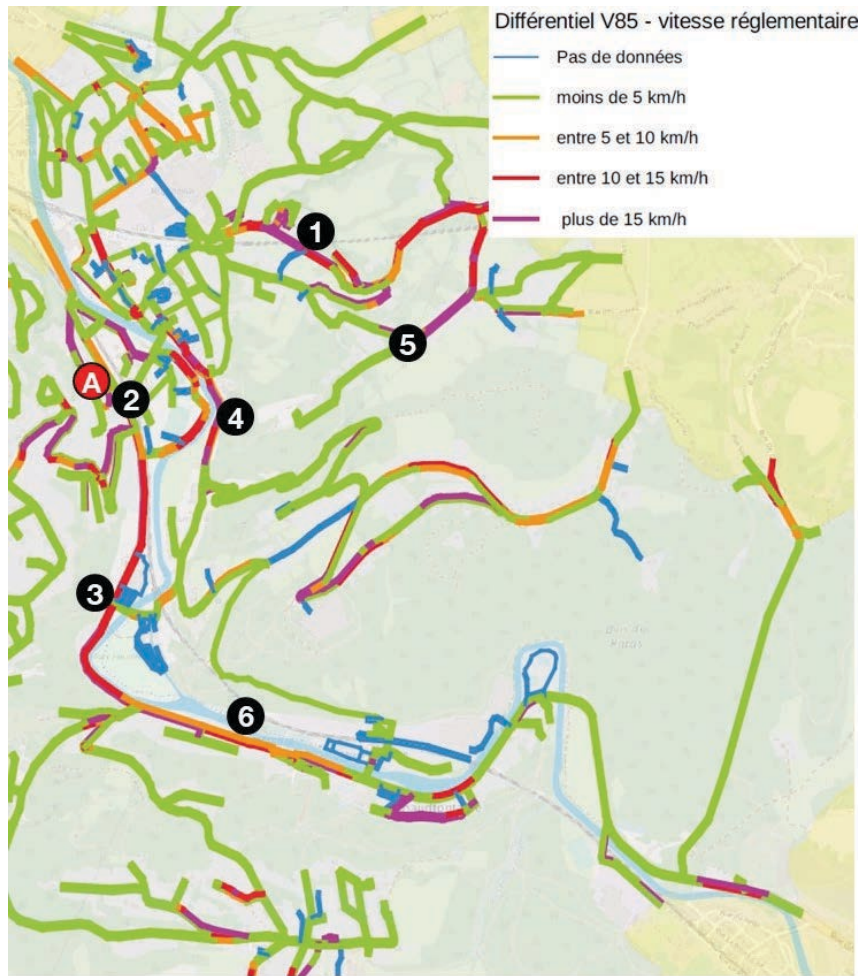 Différentiel V85 - vitesse réglementaire
Pas de données
moins de 5 km/h
entre 5 et 10 km/h
entre 10 et 15 km/h
plus de 15 km/h
1
5
A
2
4
3
6